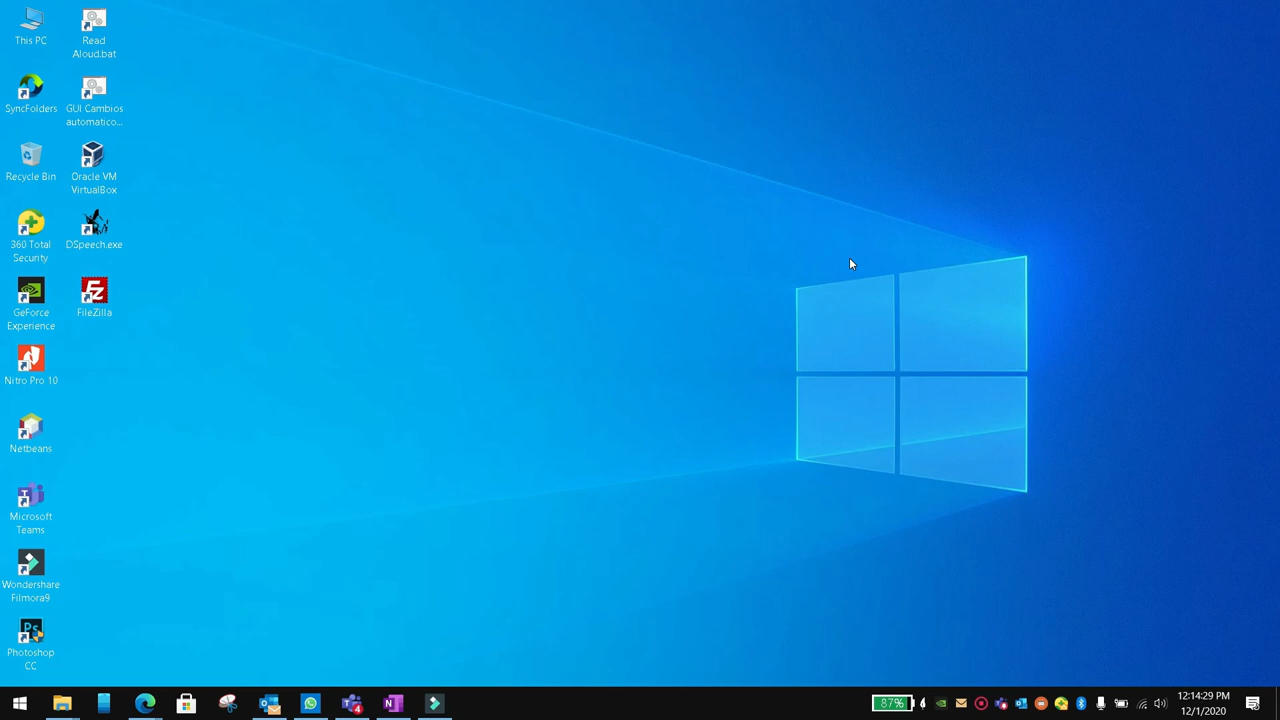 This PC
Read
Aloud.bat
SyncFolders
GUI Cambios
automatico...
Recycle Bin
Oracle VM
VirtualBox
360 Total
Security
DSpeech.exe
GeForce
Experience
FileZilla
Nitro Pro 10
Netbeans
Microsoft
Teams
Wondershare
Filmora9
Ps
Photoshop
CC
4
N
87%
12:14:29 PM
12/1/2020